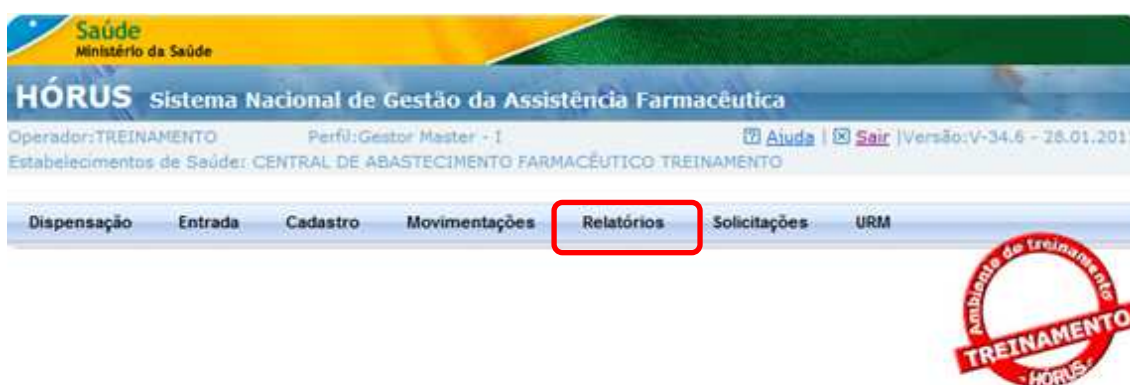 Saúde
Ministério da Saúde
HÓRUS Sistema Nacional de Gestão da Assistência Farmacêutica
Operador:TREINAMENTO Perfil:Gestor Master - I Ajuda | Sair |Versão:V-34.6 - 28.01.201
Estabelecimentos de Saúde: CENTRAL DE ABASTECIMENTO FARMACÊUTICO TREINAMENTO
Dispensação Entrada Cadastro Movimentações Relatórios Solicitações URM
Ambiente de treinamento
TREINAMENTO
- HÓRUS -